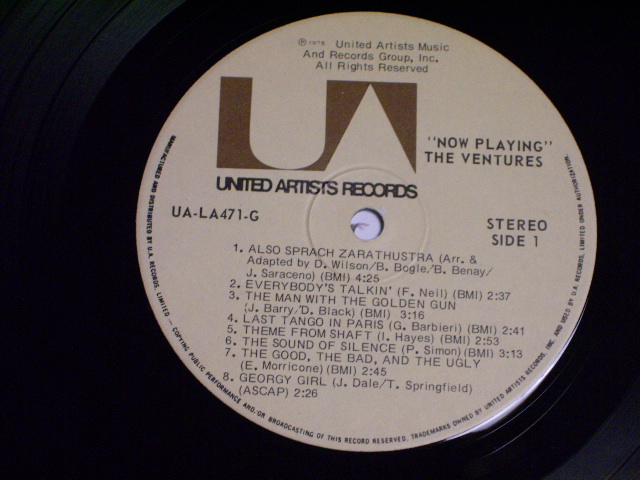 ℗ 1975 United Artists Music
And Records Group, Inc.
All Rights Reserved
UA
UNITED ARTISTS RECORDS
"NOW PLAYING"
THE VENTURES
UA-LA471-G
STEREO
SIDE 1
1. ALSO SPRACH ZARATHUSTRA (Arr. &
Adapted by D. Wilson/B. Bogle/B. Benay/
J. Saraceno) (BMI) 4:25
2. EVERYBODY'S TALKIN' (F. Neil) (BMI) 2:37
3. THE MAN WITH THE GOLDEN GUN
(J. Barry/D. Black) (BMI) 3:16
4. LAST TANGO IN PARIS (G. Barbieri) (BMI) 2:41
5. THEME FROM SHAFT (I. Hayes) (BMI) 2:53
6. THE SOUND OF SILENCE (P. Simon) (BMI) 3:13
7. THE GOOD, THE BAD, AND THE UGLY
(E. Morricone) (BMI) 2:45
8. GEORGY GIRL (J. Dale/T. Springfield)
(ASCAP) 2:26
MANUFACTURED AND DISTRIBUTED BY U.A. RECORDS, LIMITED - COPYING PUBLIC PERFORMANCE AND/OR BROADCASTING OF THIS RECORD RESERVED. TRADEMARKS OWNED BY UNITED ARTISTS RECORDS, INC. AND USED BY U.A. RECORDS, LIMITED UNDER AUTHORIZATION.